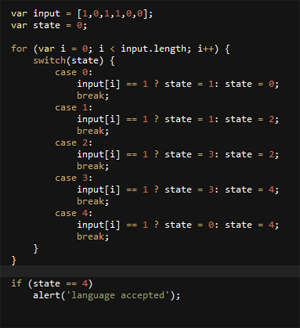 var input = [1,0,1,1,0,0];
var state = 0;
for (var i = 0; i < input.length; i++) {
switch(state) {
case 0:
input[i] == 1 ? state = 1: state = 0;
break;
case 1:
input[i] == 1 ? state = 1: state = 2;
break;
case 2:
input[i] == 1 ? state = 3: state = 2;
break;
case 3:
input[i] == 1 ? state = 3: state = 4;
break;
case 4:
input[i] == 1 ? state = 0: state = 4;
break;
}
}
if (state == 4)
alert('language accepted');